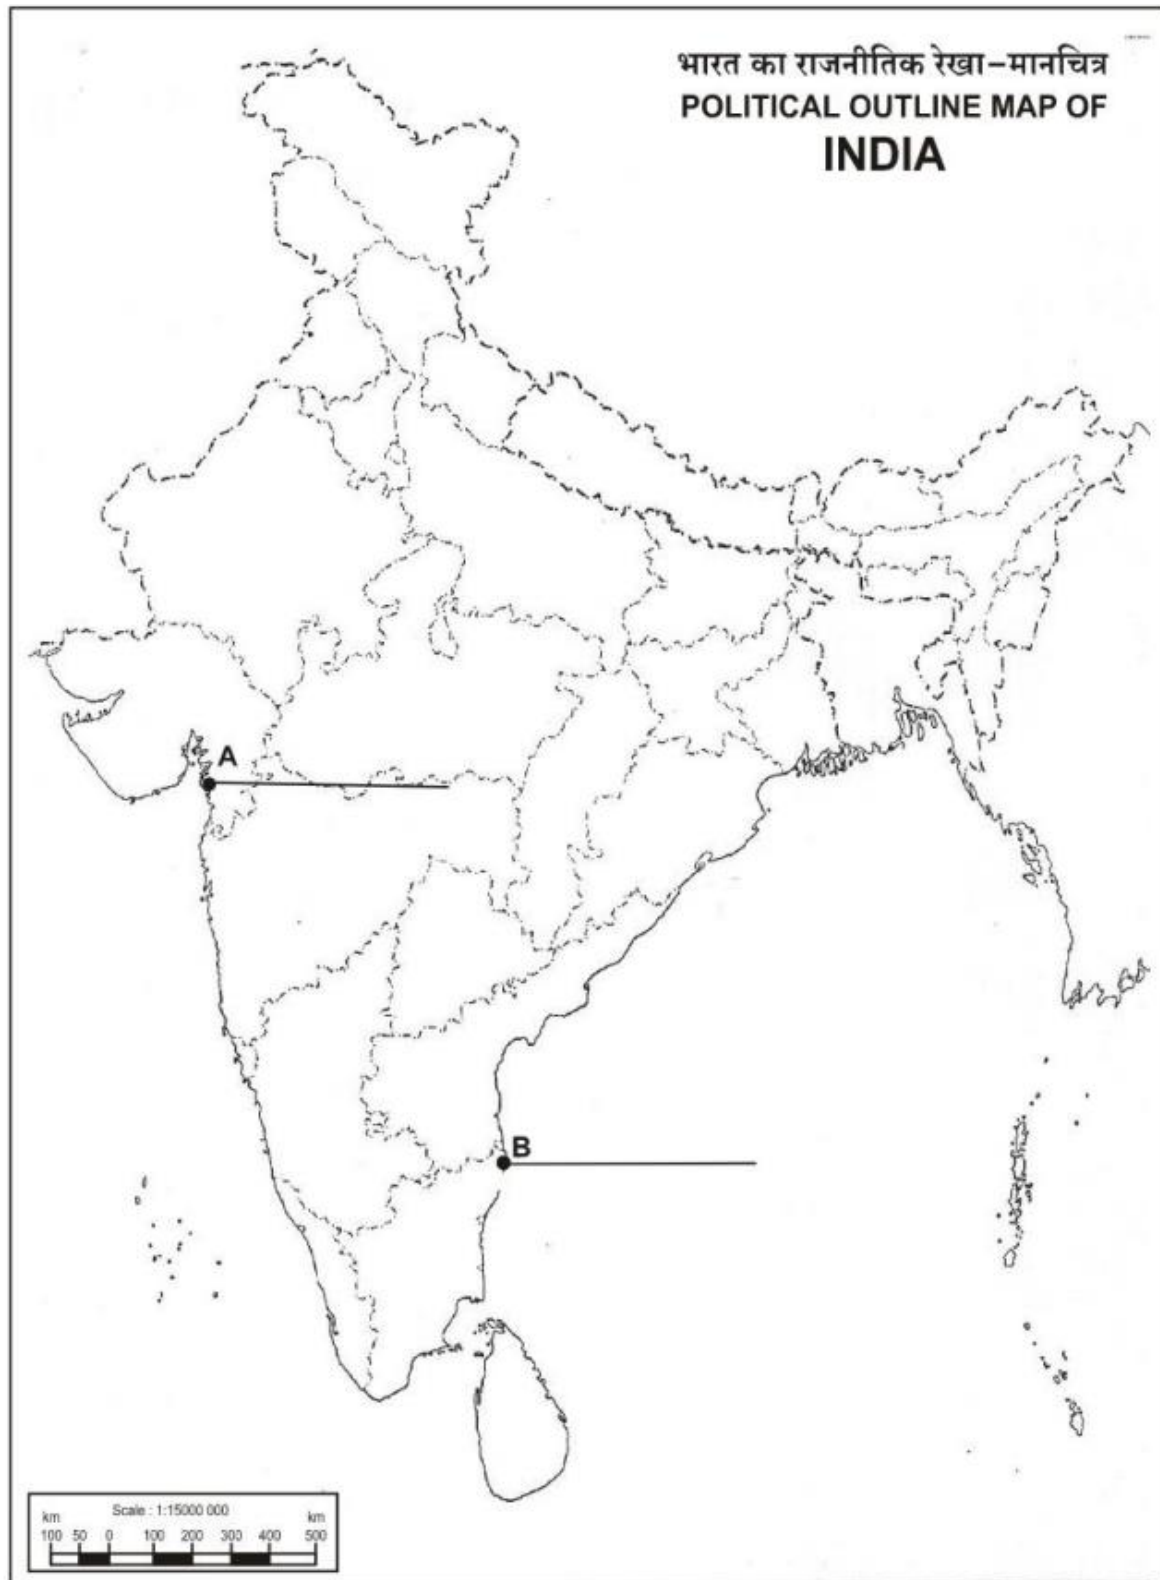 भारत का राजनीतिक रेखा-मानचित्र
POLITICAL OUTLINE MAP OF
INDIA
A
B
Scale : 1:15000 000
km km
100 50 0 100 200 300 400 500